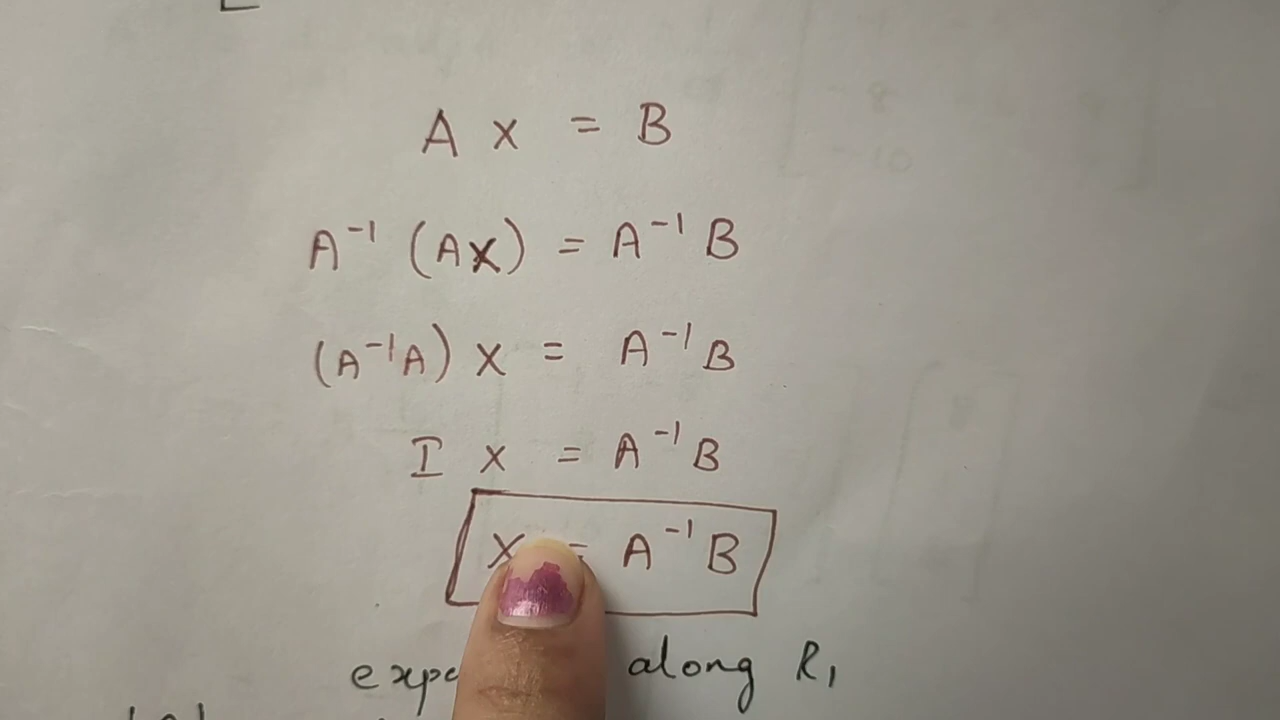 A X = B
A⁻¹ (AX) = A⁻¹ B
(A⁻¹A) X = A⁻¹ B
I X = A⁻¹ B
X = A⁻¹ B
along R₁